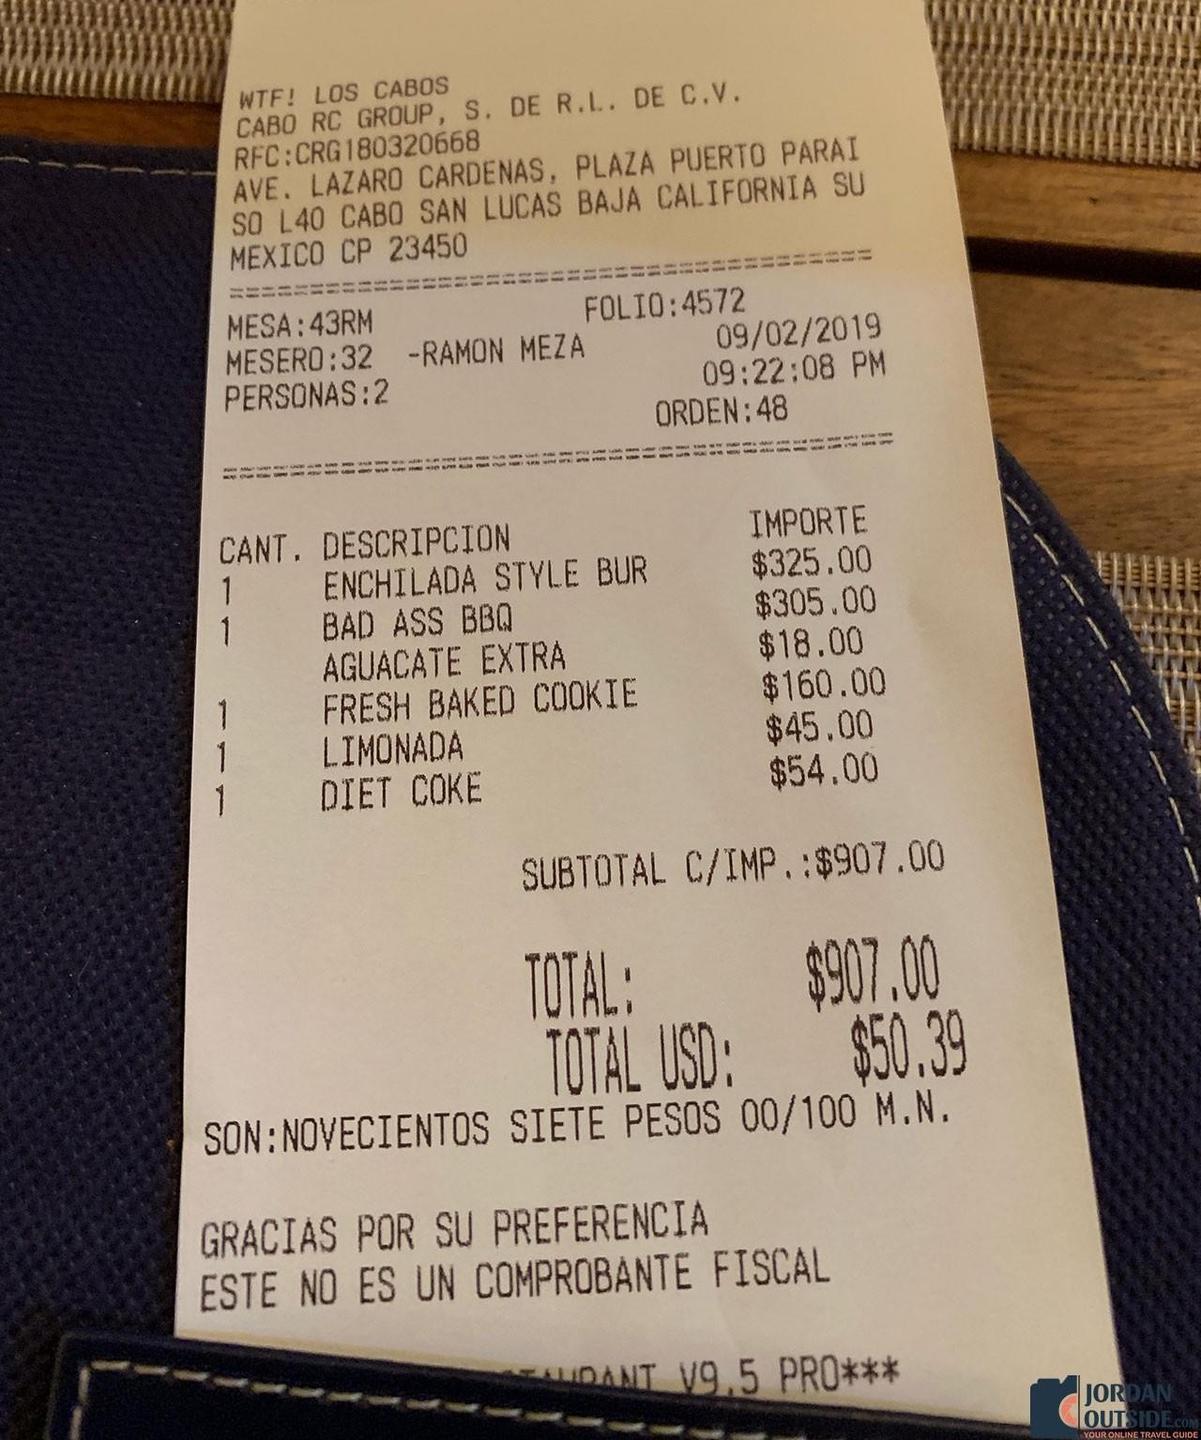 WTF! LOS CABOS
CABO RC GROUP, S. DE R.L. DE C.V.
RFC:CRG180320668
AVE. LAZARO CARDENAS, PLAZA PUERTO PARAI
SO L40 CABO SAN LUCAS BAJA CALIFORNIA SU
MEXICO CP 23450
MESA:43RM FOLIO:4572
MESERO:32 -RAMON MEZA 09/02/2019
PERSONAS:2 09:22:08 PM
ORDEN:48
CANT. DESCRIPCION IMPORTE
1 ENCHILADA STYLE BUR $325.00
1 BAD ASS BBQ $305.00
AGUACATE EXTRA $18.00
1 FRESH BAKED COOKIE $160.00
1 LIMONADA $45.00
1 DIET COKE $54.00
SUBTOTAL C/IMP.:$907.00
TOTAL: $907.00
TOTAL USD: $50.39
SON:NOVECIENTOS SIETE PESOS 00/100 M.N.
GRACIAS POR SU PREFERENCIA
ESTE NO ES UN COMPROBANTE FISCAL
V9.5 PRO***
JORDAN
OUTSIDE.COM
YOUR ONLINE TRAVEL GUIDE